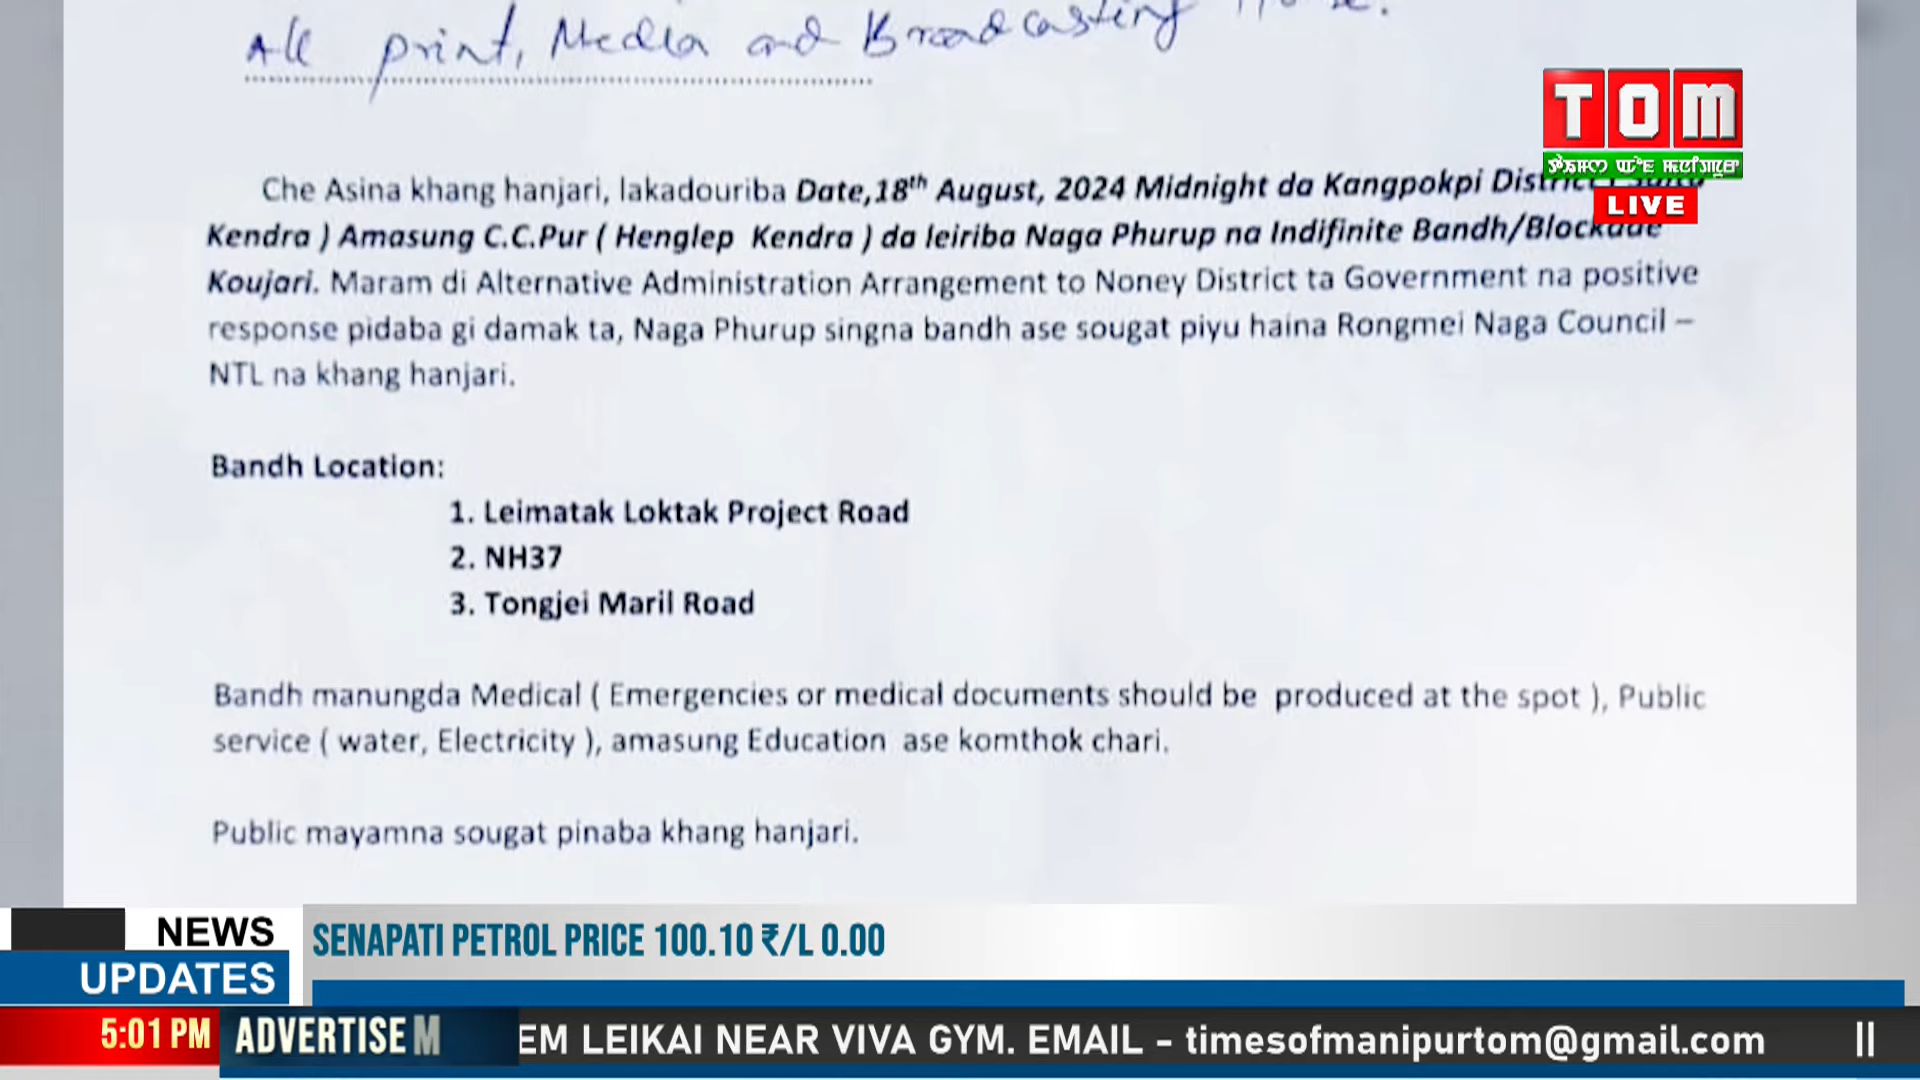 All print, Media and Broadcasting
TOM
LIVE
Che Asina khang hanjari, lakadouriba Date,18th August, 2024 Midnight da Kangpokpi District
Kendra ) Amasung C.C.Pur ( Henglep Kendra ) da leiriba Naga Phurup na Indifinite Bandh/Blockade
Koujari. Maram di Alternative Administration Arrangement to Noney District ta Government na positive
response pidaba gi damak ta, Naga Phurup singna bandh ase sougat piyu haina Rongmei Naga Council –
NTL na khang hanjari.
Bandh Location:
1. Leimatak Loktak Project Road
2. NH37
3. Tongjei Maril Road
Bandh manungda Medical ( Emergencies or medical documents should be produced at the spot ), Public
service ( water, Electricity ), amasung Education ase komthok chari.
Public mayamna sougat pinaba khang hanjari.
NEWS
UPDATES
SENAPATI PETROL PRICE 100.10 ₹/L 0.00
5:01 PM ADVERTISE M EM LEIKAI NEAR VIVA GYM. EMAIL - timesofmanipurtom@gmail.com ||